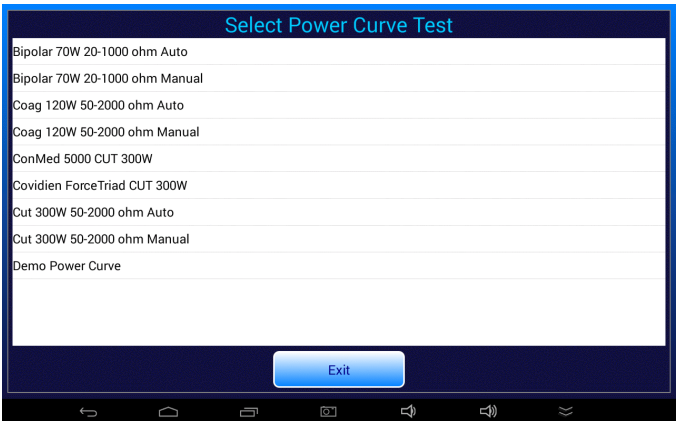 Select Power Curve Test
Bipolar 70W 20-1000 ohm Auto
Bipolar 70W 20-1000 ohm Manual
Coag 120W 50-2000 ohm Auto
Coag 120W 50-2000 ohm Manual
ConMed 5000 CUT 300W
Covidien ForceTriad CUT 300W
Cut 300W 50-2000 ohm Auto
Cut 300W 50-2000 ohm Manual
Demo Power Curve
Exit